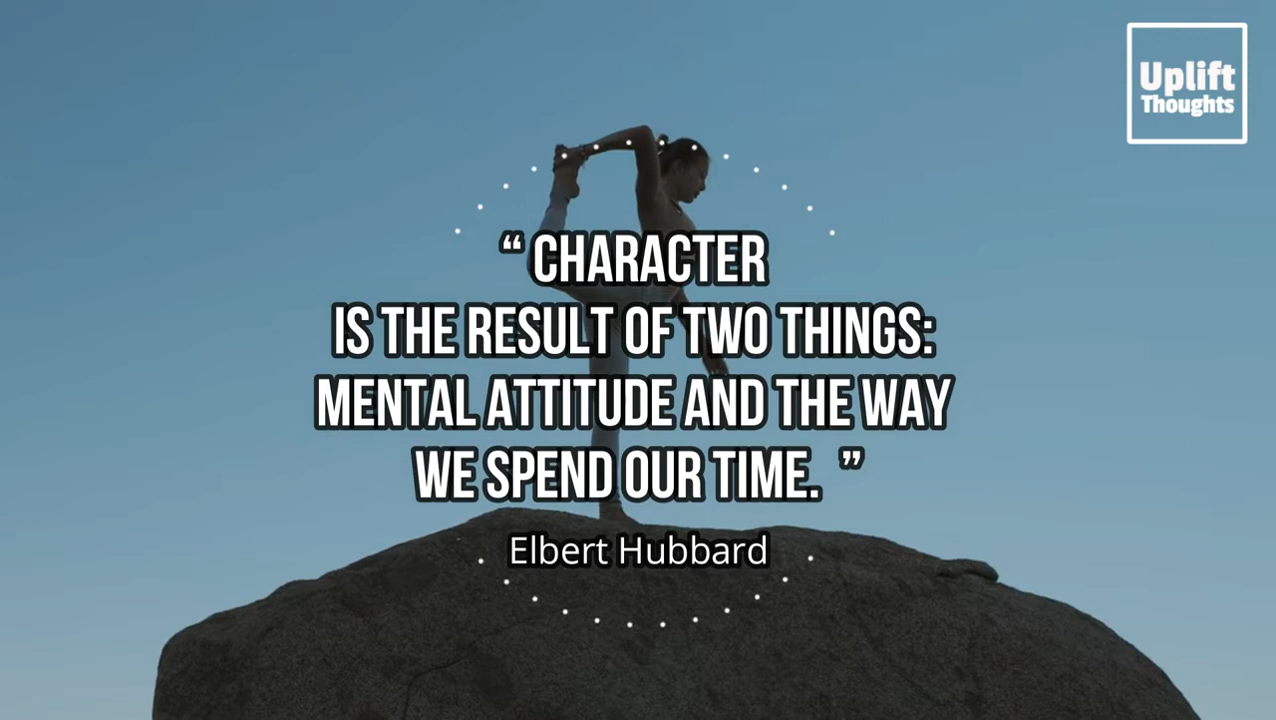 Uplift
Thoughts
“ CHARACTER
IS THE RESULT OF TWO THINGS:
MENTAL ATTITUDE AND THE WAY
WE SPEND OUR TIME. ”
Elbert Hubbard